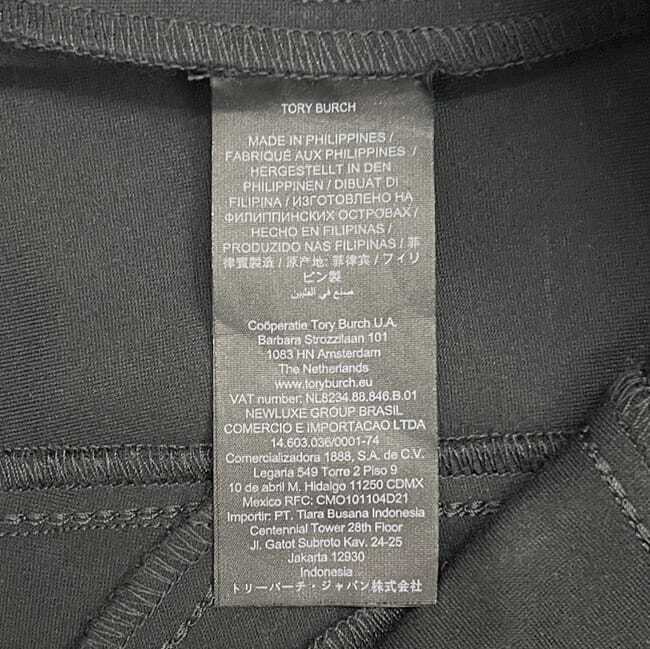 TORY BURCH
MADE IN PHILIPPINES /
FABRIQUÉ AUX PHILIPPINES /
HERGESTELLT IN DEN
PHILIPPINEN / DIBUAT DI
FILIPINA / ИЗГОТОВЛЕНО НА
ФИЛИППИНСКИХ ОСТРОВАХ /
HECHO EN FILIPINAS /
PRODUZIDO NAS FILIPINAS / 菲
律賓製造 / 原产地: 菲律宾 / フィリ
ピン製
صنع في الفلبين
Coöperatie Tory Burch U.A.
Barbara Strozzilaan 101
1083 HN Amsterdam
The Netherlands
www.toryburch.eu
VAT number: NL8234.88.846.B.01
NEWLUXE GROUP BRASIL
COMERCIO E IMPORTACAO LTDA
14.603.036/0001-74
Comercializadora 1888, S.A. de C.V.
Legaria 549 Torre 2 Piso 9
10 de abril M. Hidalgo 11250 CDMX
Mexico RFC: CMO101104D21
Importir: PT. Tiara Busana Indonesia
Centennial Tower 28th Floor
Jl. Gatot Subroto Kav. 24-25
Jakarta 12930
Indonesia
トリーバーチ・ジャパン株式会社